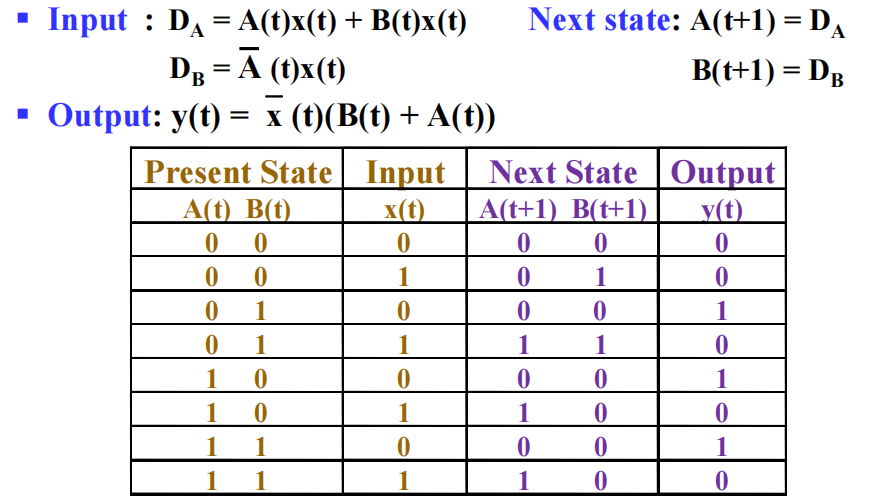 ▪ Input : D_A = A(t)x(t) + B(t)x(t) Next state: A(t+1) = D_A
D_B = A̅ (t)x(t) B(t+1) = D_B
▪ Output: y(t) = x̅ (t)(B(t) + A(t))
Present State Input Next State Output
A(t) B(t) x(t) A(t+1) B(t+1) y(t)
0 0 0 0 0 0
0 0 1 0 1 0
0 1 0 0 0 1
0 1 1 1 1 0
1 0 0 0 0 1
1 0 1 1 0 0
1 1 0 0 0 1
1 1 1 1 0 0